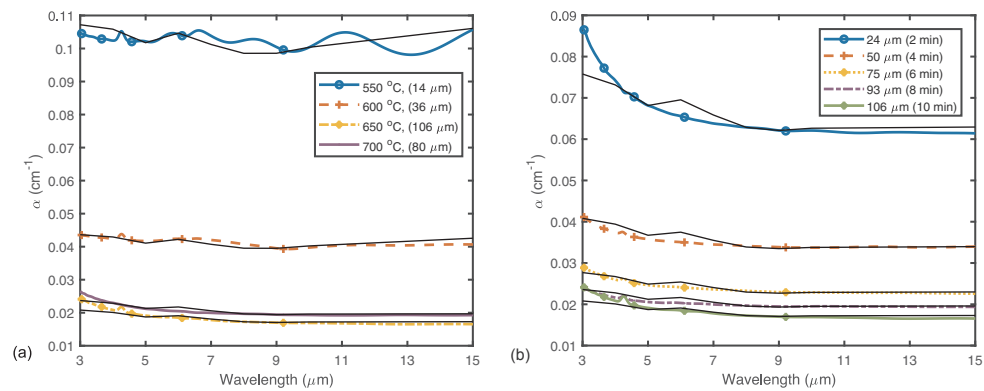 0.11
0.1
0.09
0.08
0.07
0.06
0.05
0.04
0.03
0.02
0.01
α (cm-1)
550 °C, (14 μm)
600 °C, (36 μm)
650 °C, (106 μm)
700 °C, (80 μm)
3 5 7 9 11 13 15
Wavelength (μm)
(a)
0.09
0.08
0.07
0.06
0.05
0.04
0.03
0.02
0.01
α (cm-1)
24 μm (2 min)
50 μm (4 min)
75 μm (6 min)
93 μm (8 min)
106 μm (10 min)
3 5 7 9 11 13 15
Wavelength (μm)
(b)